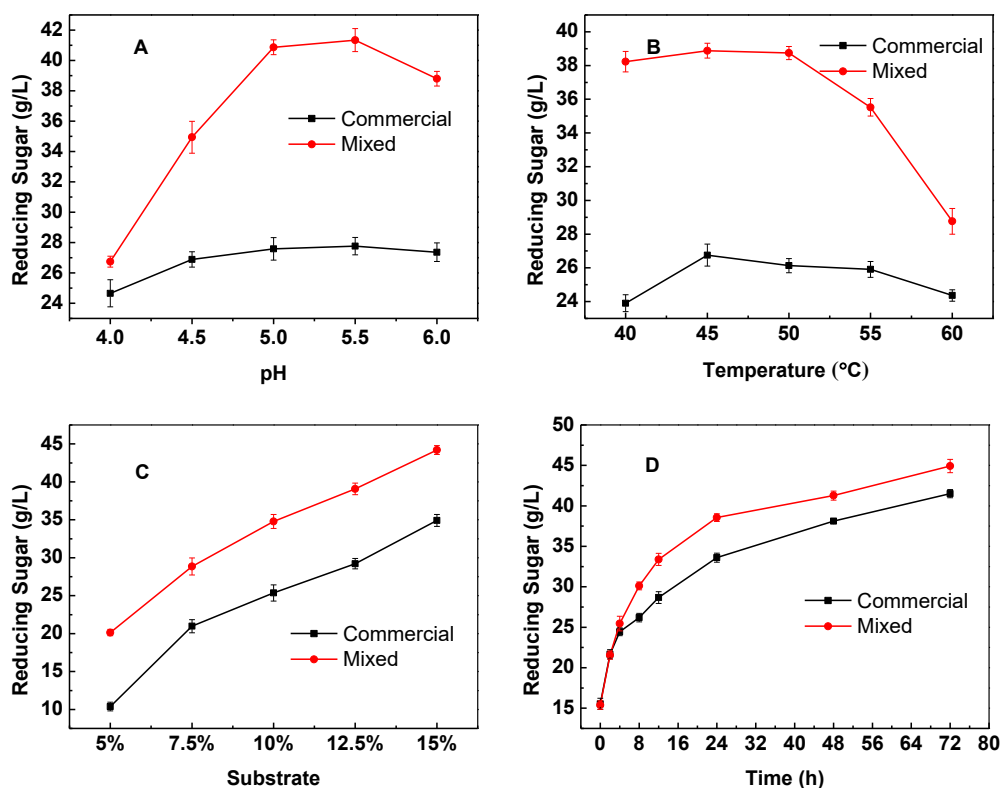 A
Reducing Sugar (g/L)
42
40
38
36
34
32
30
28
26
24
Commercial
Mixed
4.0 4.5 5.0 5.5 6.0
pH
B
Reducing Sugar (g/L)
40
38
36
34
32
30
28
26
24
Commercial
Mixed
40 45 50 55 60
Temperature (°C)
C
Reducing Sugar (g/L)
45
40
35
30
25
20
15
10
Commercial
Mixed
5% 7.5% 10% 12.5% 15%
Substrate
D
Reducing Sugar (g/L)
50
45
40
35
30
25
20
15
Commercial
Mixed
0 8 16 24 32 40 48 56 64 72 80
Time (h)